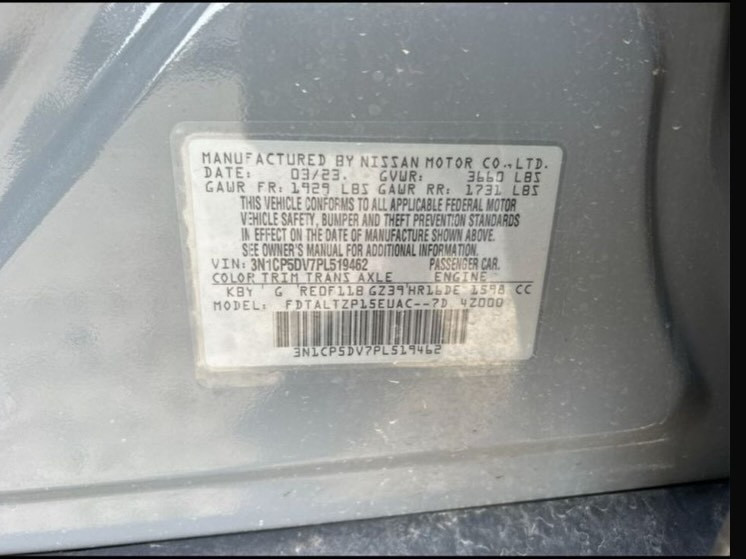 MANUFACTURED BY NISSAN MOTOR CO., LTD.
DATE: 03/23. GVWR: 3660 LBS
GAWR FR: 1929 LBS GAWR RR: 1731 LBS
THIS VEHICLE CONFORMS TO ALL APPLICABLE FEDERAL MOTOR
VEHICLE SAFETY, BUMPER AND THEFT PREVENTION STANDARDS
IN EFFECT ON THE DATE OF MANUFACTURE SHOWN ABOVE.
SEE OWNER'S MANUAL FOR ADDITIONAL INFORMATION.
VIN: 3N1CP5DV7PL519462 PASSENGER CAR.
COLOR TRIM TRANS AXLE ENGINE
KBY G RE0F11B GZ39 HR16DE 1598 CC
MODEL: FDTALTZP15EUAC--7D 4Z000
3N1CP5DV7PL519462